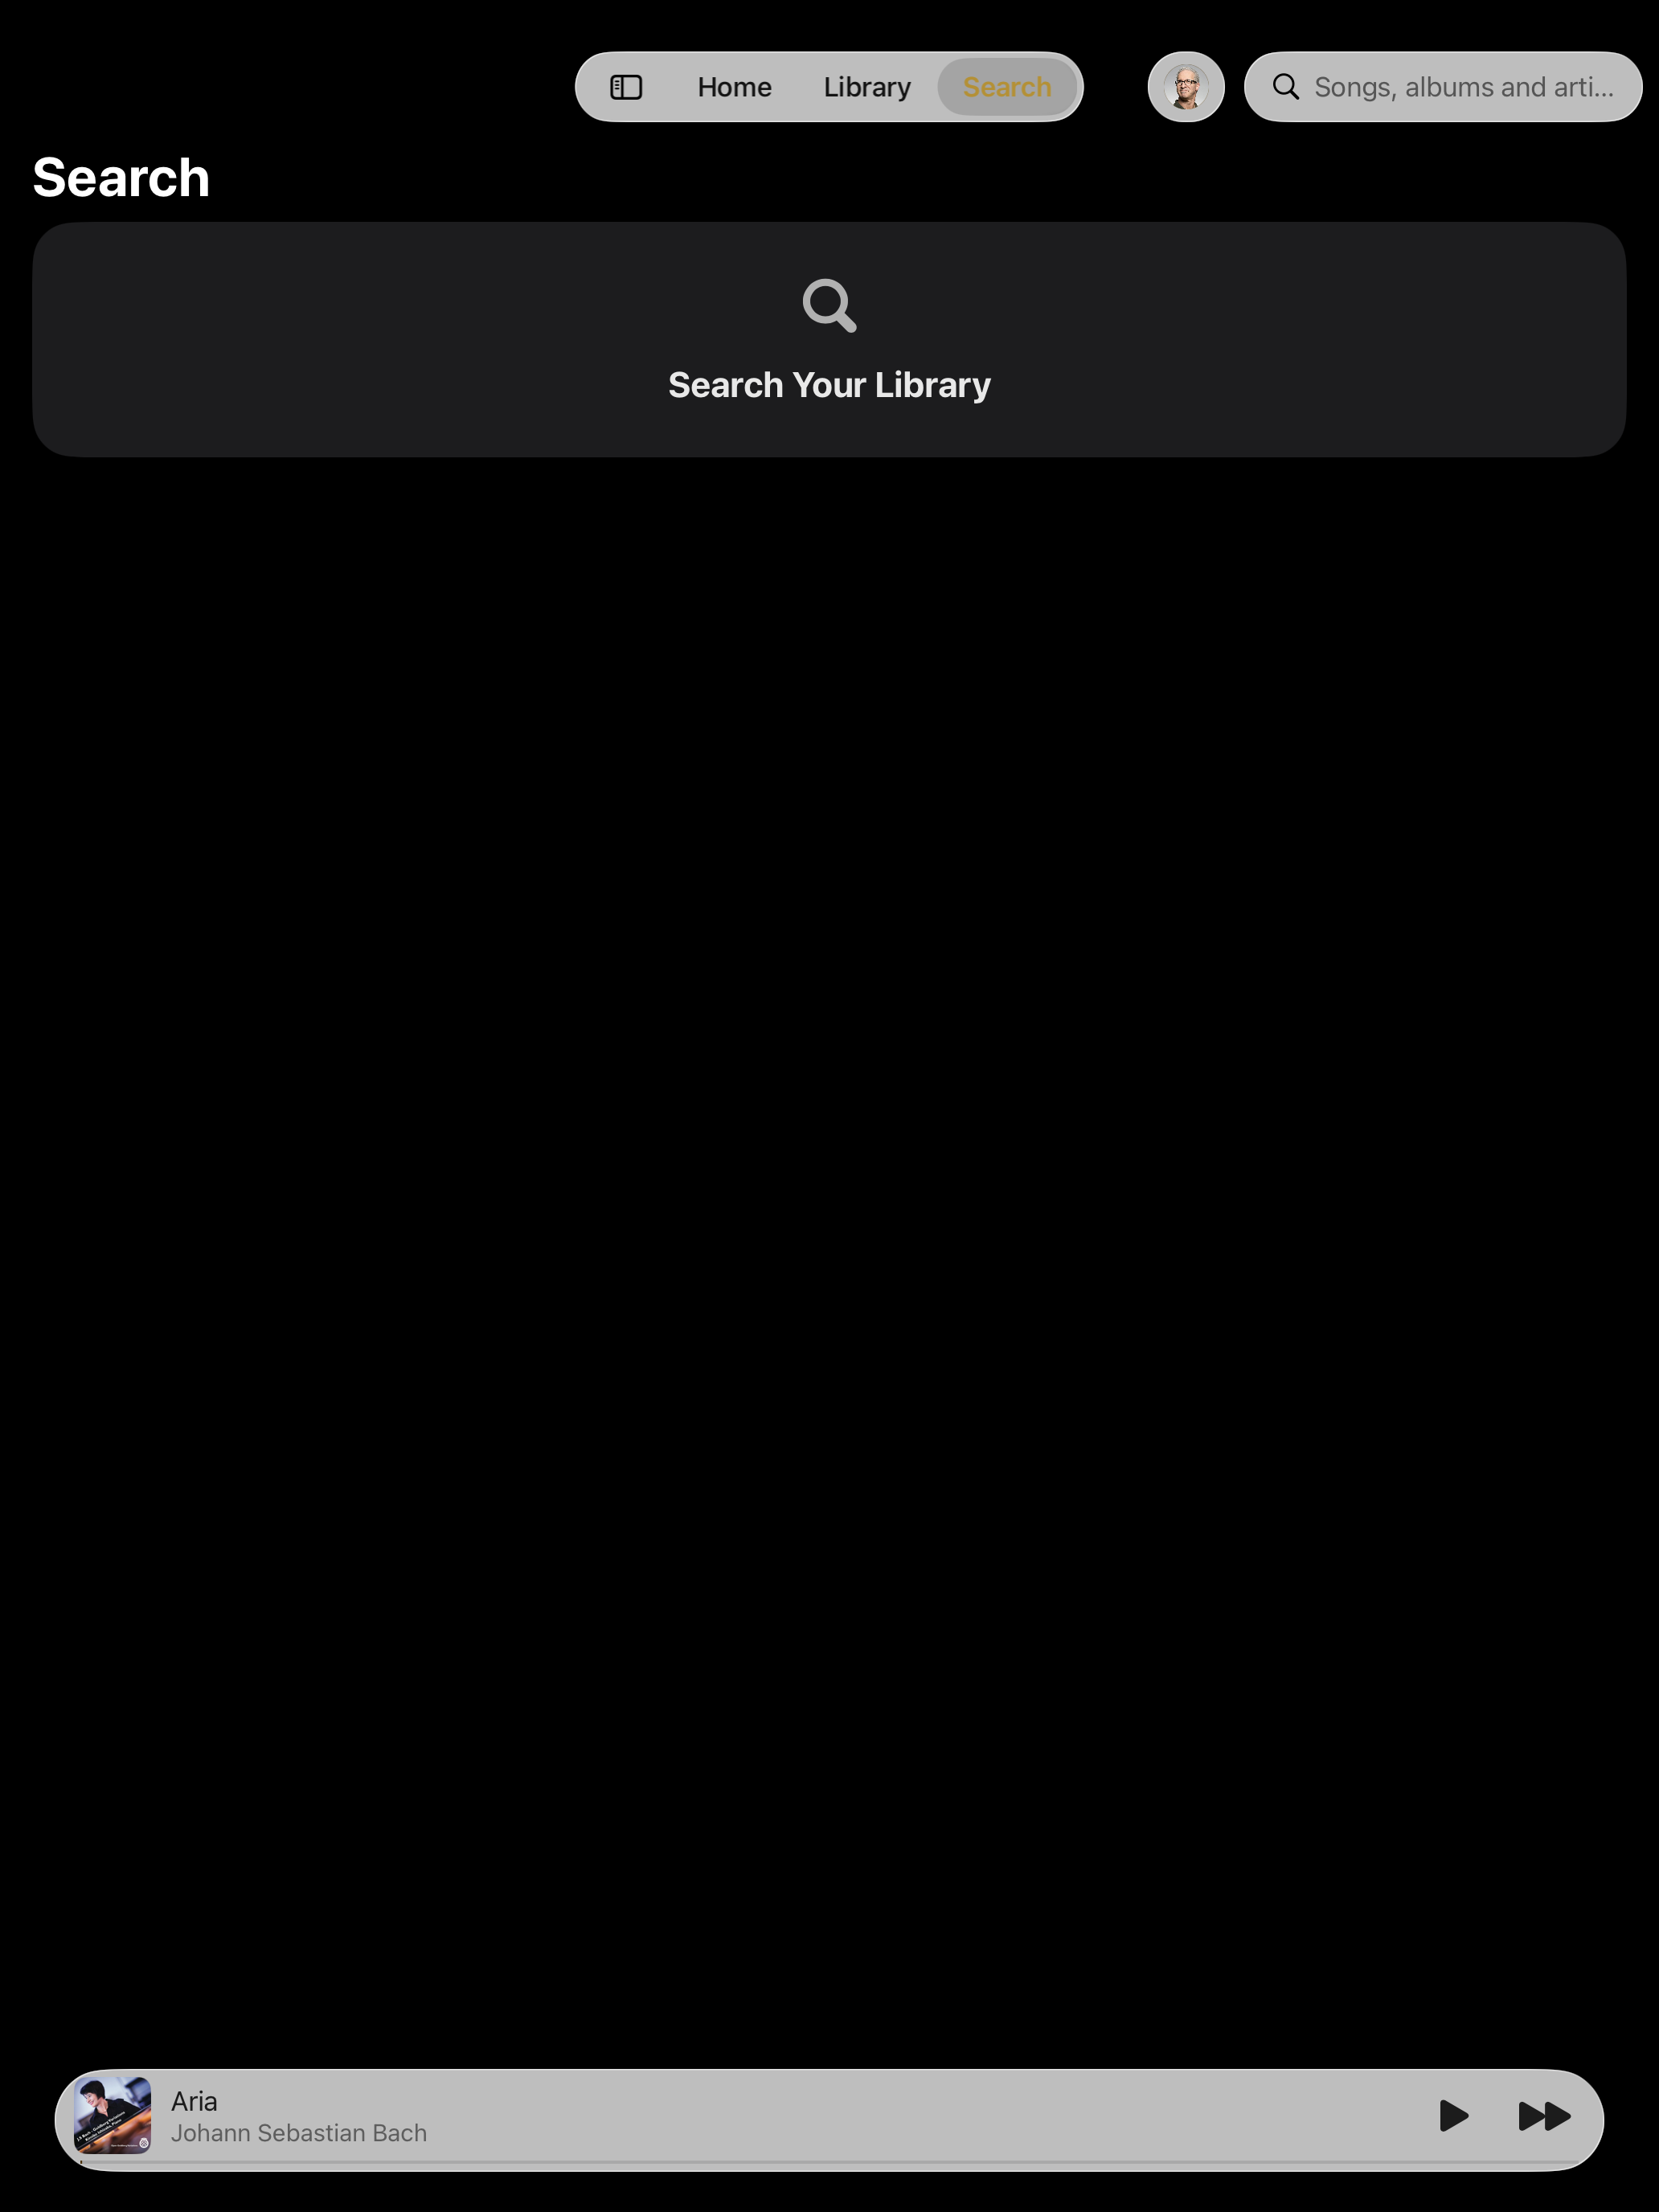 Home
Library
Search
Songs, albums and arti...
Search
Search Your Library
Aria
Johann Sebastian Bach